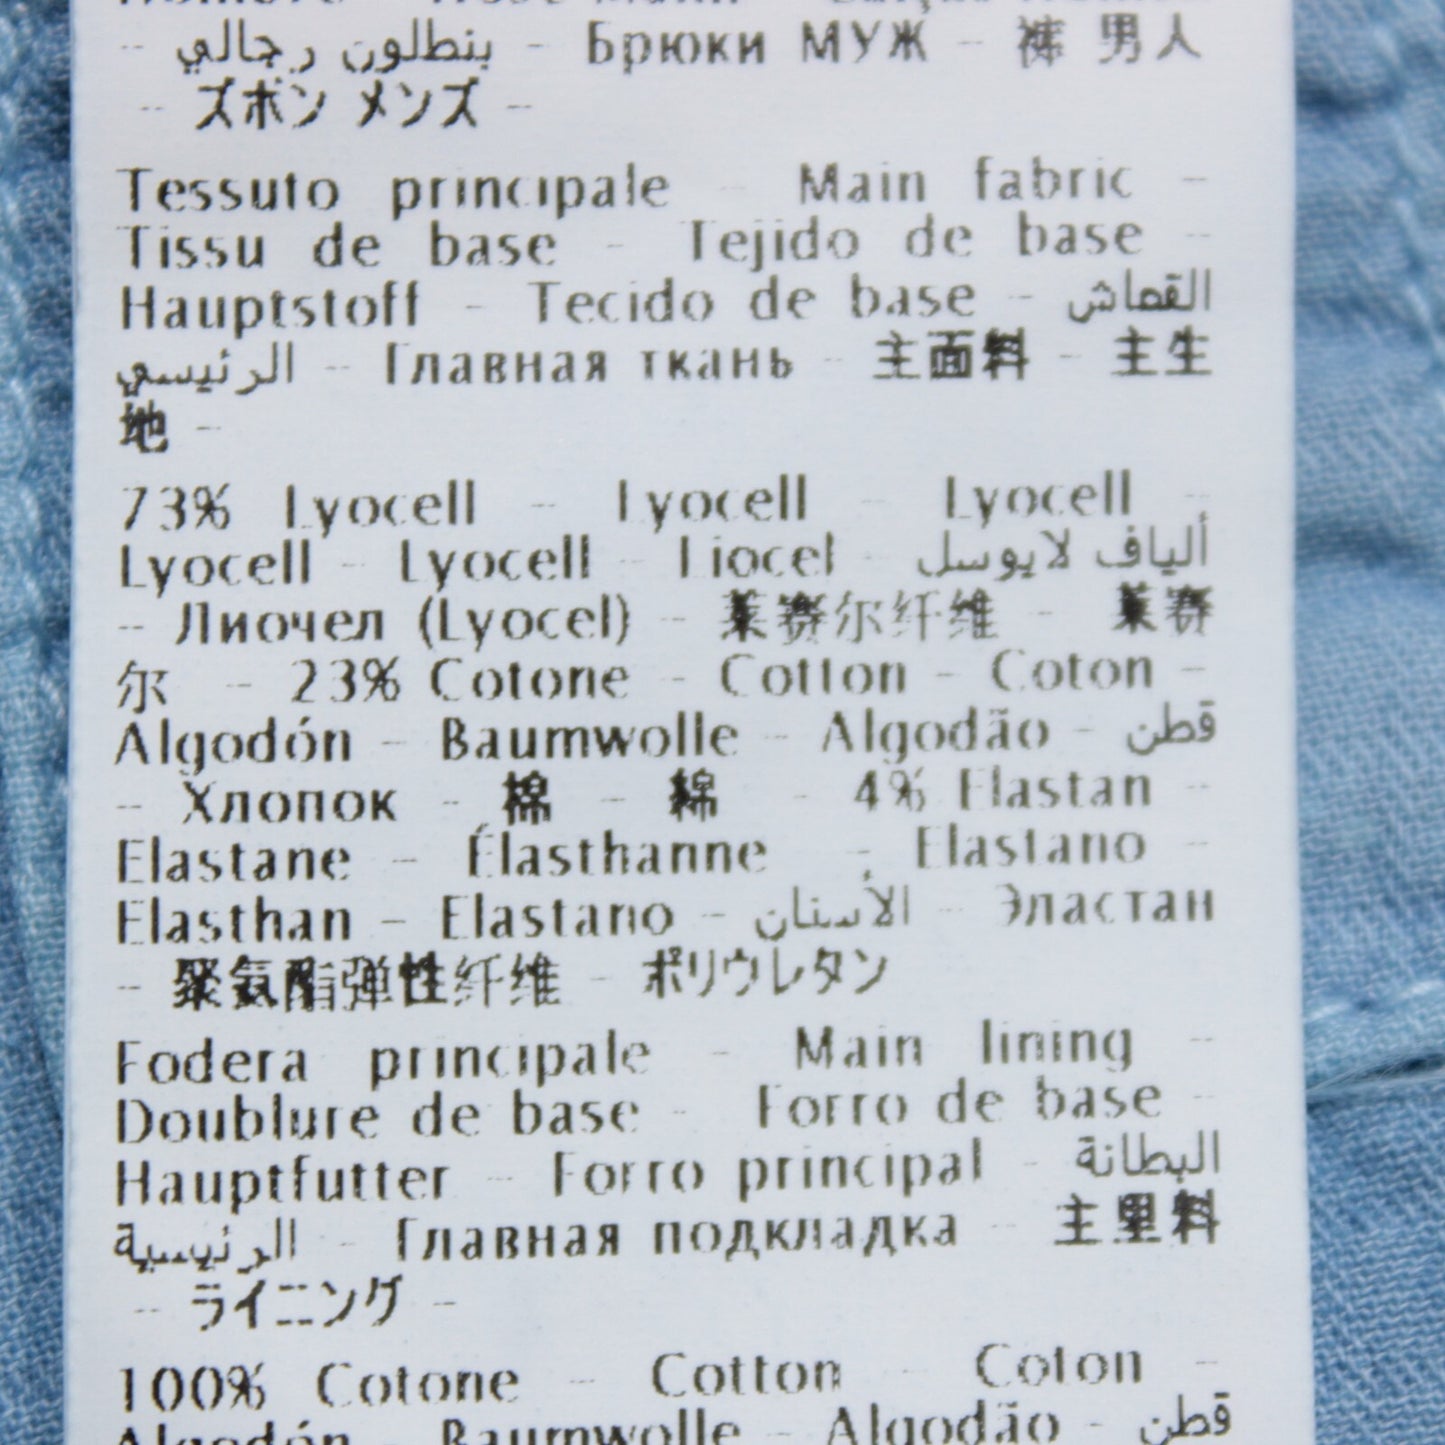 - بنطلون رجالي - Брюки МУЖ - 裤 男人
- ズボン メンズ -
Tessuto principale - Main fabric -
Tissu de base - Tejido de base -
Hauptstoff - Tecido de base - القماش
الرئيسي - Главная ткань - 主面料 - 主生
地 -
73% Lyocell - Lyocell - Lyocell -
Lyocell - Lyocell - Liocel - ألياف لايوسل
- Лиочел (Lyocel) - 莱赛尔纤维 - 莱赛
尔 - 23% Cotone - Cotton - Coton -
Algodón - Baumwolle - Algodão - قطن
- Хлопок - 棉 - 綿 - 4% Elastan -
Elastane - Élasthanne - Elastano -
Elasthan - Elastano - الأستان - Эластан
- 聚氨酯弹性纤维 - ポリウレタン
Fodera principale - Main lining -
Doublure de base - Forro de base -
Hauptfutter - Forro principal - البطانة
الرئيسية - Главная подкладка - 主里料
- ライニング -
100% Cotone - Cotton - Coton -
Algodón - Baumwolle - Algodão - قطن